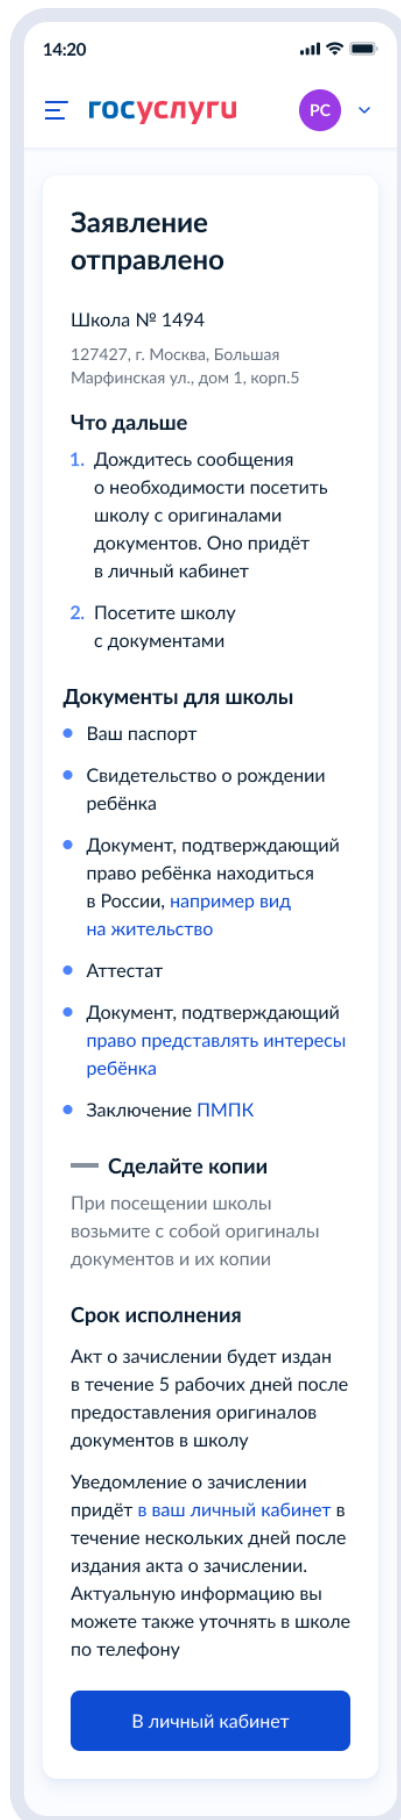 14:20
госуслуги
РС
Заявление
отправлено
Школа № 1494
127427, г. Москва, Большая
Марфинская ул., дом 1, корп.5
Что дальше
1. Дождитесь сообщения
о необходимости посетить
школу с оригиналами
документов. Оно придёт
в личный кабинет
2. Посетите школу
с документами
Документы для школы
• Ваш паспорт
• Свидетельство о рождении
ребёнка
• Документ, подтверждающий
право ребёнка находиться
в России, например вид
на жительство
• Аттестат
• Документ, подтверждающий
право представлять интересы
ребёнка
• Заключение ПМПК
— Сделайте копии
При посещении школы
возьмите с собой оригиналы
документов и их копии
Срок исполнения
Акт о зачислении будет издан
в течение 5 рабочих дней после
предоставления оригиналов
документов в школу
Уведомление о зачислении
придёт в ваш личный кабинет в
течение нескольких дней после
издания акта о зачислении.
Актуальную информацию вы
можете также уточнять в школе
по телефону
В личный кабинет